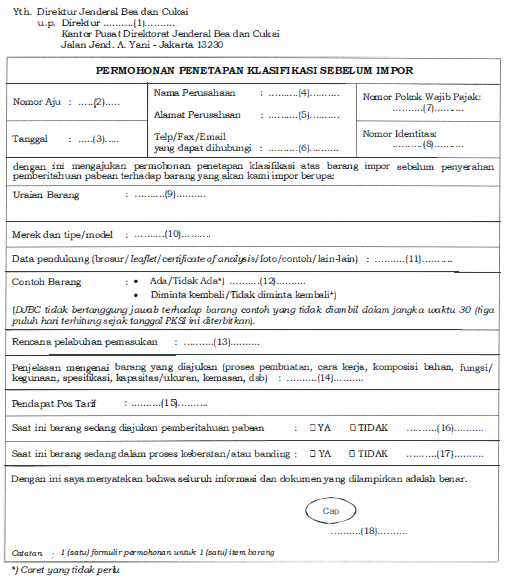 Yth. Direktur Jenderal Bea dan Cukai
u.p. Direktur ..........(1)..........
Kantor Pusat Direktorat Jenderal Bea dan Cukai
Jalan Jend. A. Yani - Jakarta 13230
PERMOHONAN PENETAPAN KLASIFIKASI SEBELUM IMPOR
Nomor Aju : .....(2).....
Tanggal : .....(3).....
Nama Perusahaan : ..........(4)..........
Alamat Perusahaan : ..........(5)..........
Telp/Fax/Email
yang dapat dihubungi : ..........(6)..........
Nomor Pokok Wajib Pajak:
..........(7)..........
Nomor Identitas:
..........(8)..........
dengan ini mengajukan permohonan penetapan klasifikasi atas barang impor sebelum penyerahan
pemberitahuan pabean terhadap barang yang akan kami impor berupa:
Uraian Barang : ..........(9)..........
Merek dan tipe/model : ..........(10)..........
Data pendukung (brosur/leaflet/certificate of analysis/foto/contoh/lain-lain) : ..........(11)..........
Contoh Barang : • Ada/Tidak Ada*) ..........(12)..........
• Diminta kembali/Tidak diminta kembali*)
(DJBC tidak bertanggung jawab terhadap barang contoh yang tidak diambil dalam jangka waktu 30 (tiga
puluh hari terhitung sejak tanggal PKSI ini diterbitkan).
Rencana pelabuhan pemasukan : ..........(13)..........
Penjelasan mengenai barang yang diajukan (proses pembuatan, cara kerja, komposisi bahan, fungsi/
kegunaan, spesifikasi, kapasitas/ukuran, kemasan, dsb) : ..........(14)..........
Pendapat Pos Tarif : ..........(15)..........
Saat ini barang sedang diajukan pemberitahuan pabean : □ YA □ TIDAK ..........(16)..........
Saat ini barang sedang dalam proses keberatan/atau banding : □ YA □ TIDAK ..........(17)..........
Dengan ini saya menyatakan bahwa seluruh informasi dan dokumen yang dilampirkan adalah benar.
Cap
..........(18)..........
Catatan : 1 (satu) formulir permohonan untuk 1 (satu) item barang
*) Coret yang tidak perlu